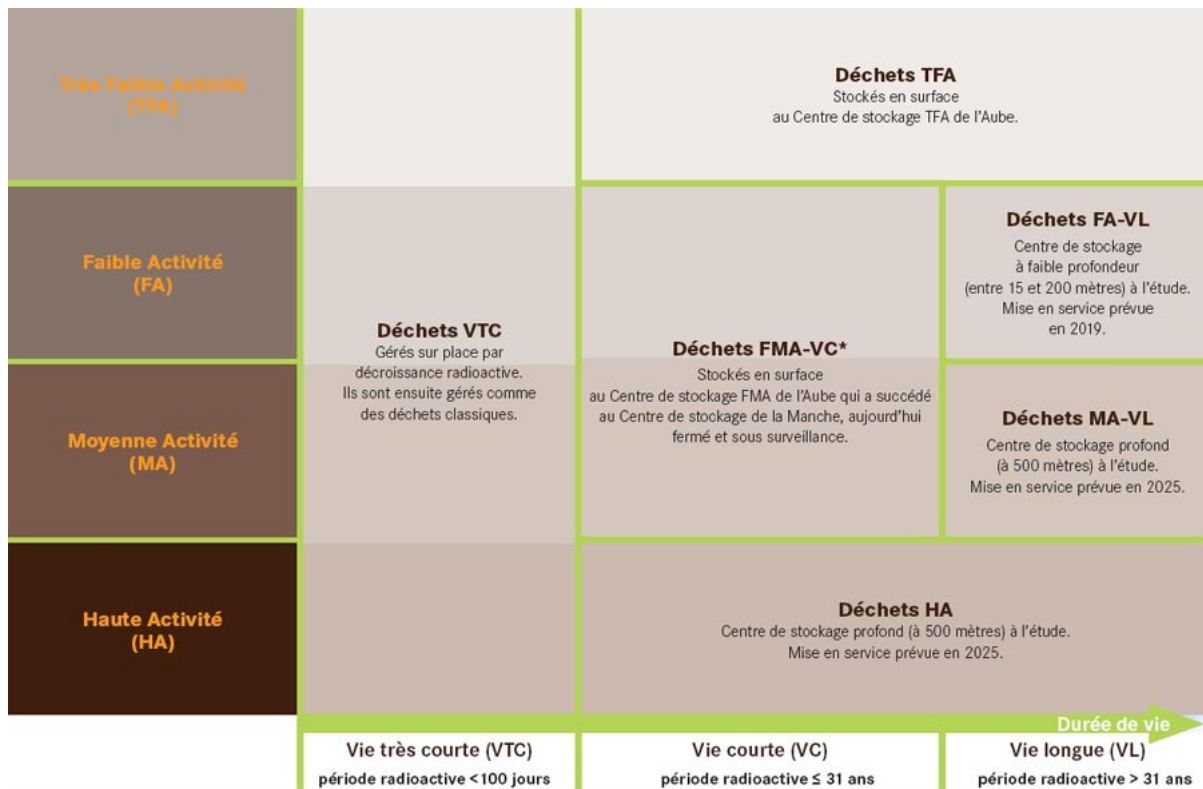 Très Faible Activité
(TFA)
Déchets TFA
Stockés en surface
au Centre de stockage TFA de l'Aube.
Faible Activité
(FA)
Déchets VTC
Gérés sur place par
décroissance radioactive.
Ils sont ensuite gérés comme
des déchets classiques.
Déchets FMA-VC*
Stockés en surface
au Centre de stockage FMA de l'Aube qui a succédé
au Centre de stockage de la Manche, aujourd'hui
fermé et sous surveillance.
Déchets FA-VL
Centre de stockage
à faible profondeur
(entre 15 et 200 mètres) à l'étude.
Mise en service prévue
en 2019.
Moyenne Activité
(MA)
Déchets MA-VL
Centre de stockage profond
(à 500 mètres) à l'étude.
Mise en service prévue en 2025.
Haute Activité
(HA)
Déchets HA
Centre de stockage profond (à 500 mètres) à l'étude.
Mise en service prévue en 2025.
Durée de vie
Vie très courte (VTC)
période radioactive <100 jours
Vie courte (VC)
période radioactive ≤ 31 ans
Vie longue (VL)
période radioactive > 31 ans